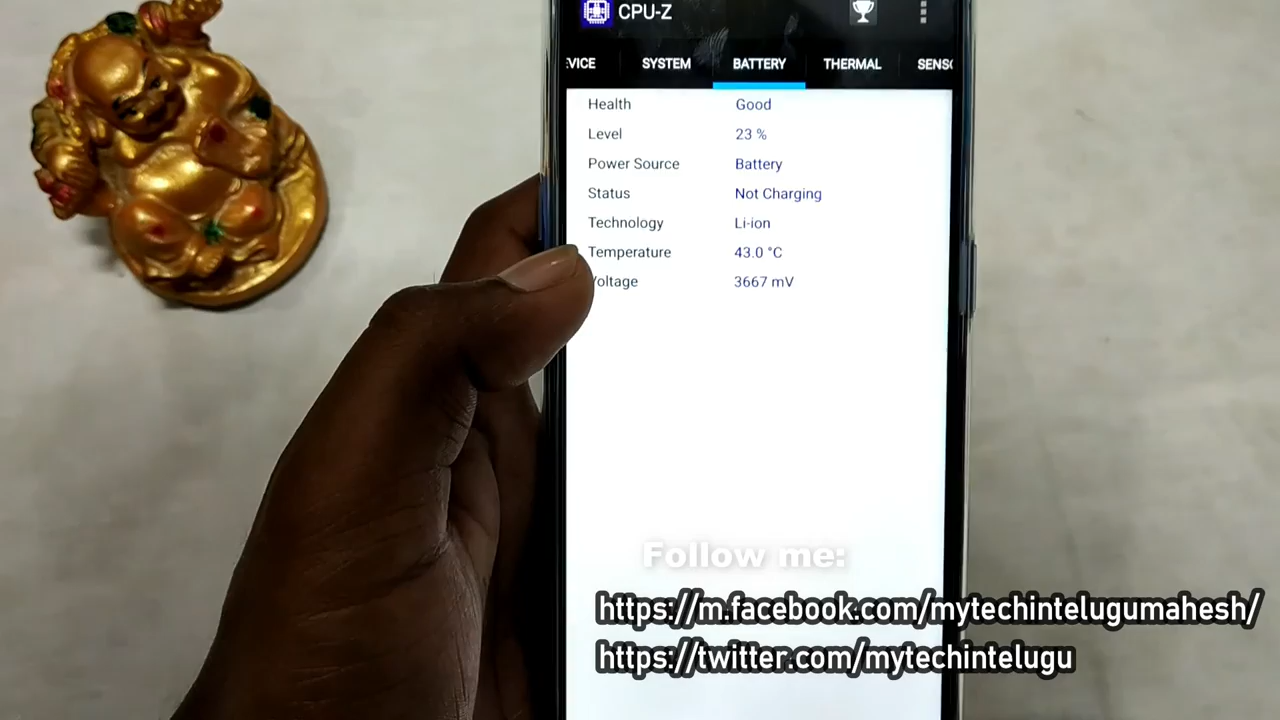 CPU-Z
VICE SYSTEM BATTERY THERMAL SENS
Health Good
Level 23 %
Power Source Battery
Status Not Charging
Technology Li-ion
Temperature 43.0 °C
Voltage 3667 mV
Follow me:
https://m.facebook.com/mytechintelugumahesh/
https://twitter.com/mytechintelugu